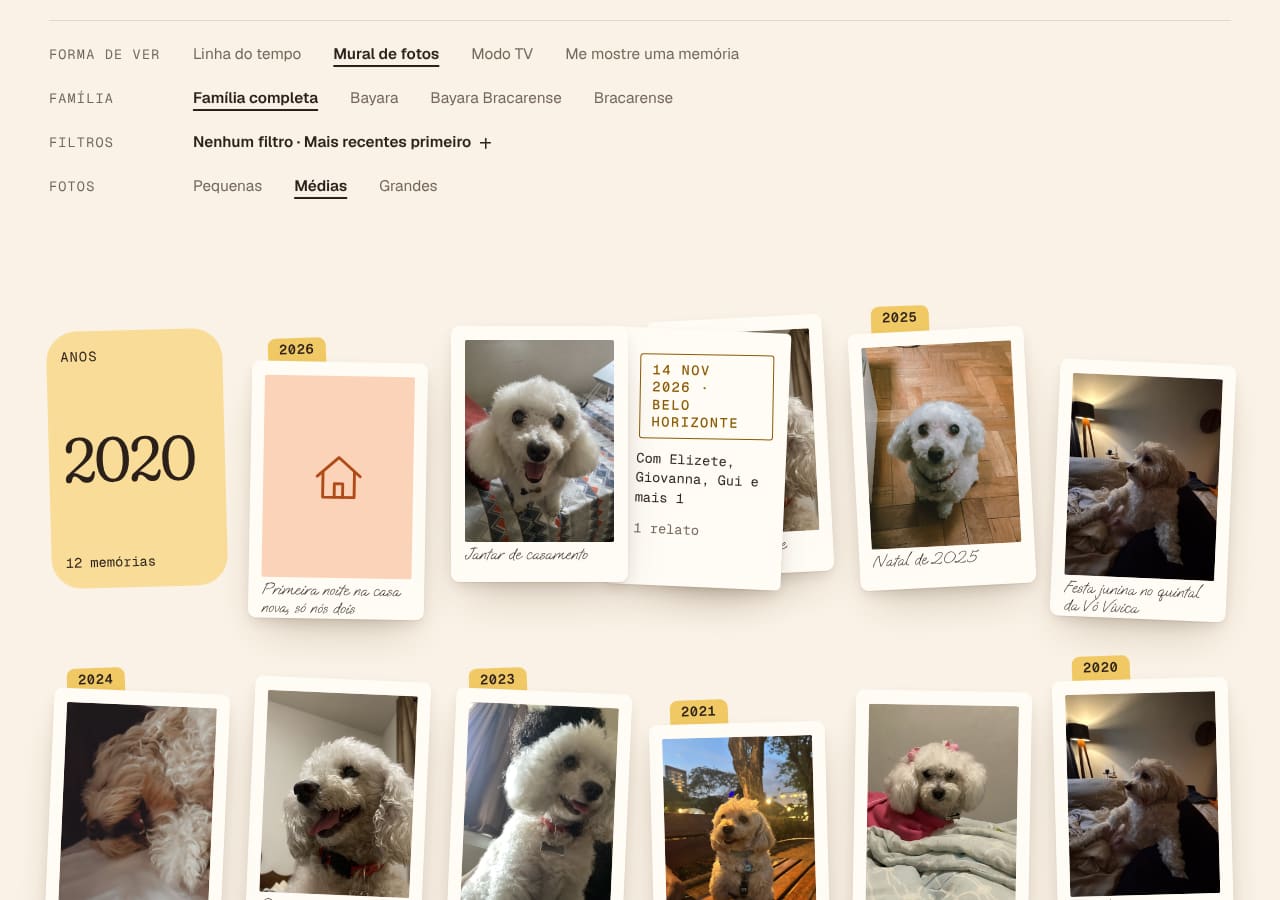 FORMA DE VER Linha do tempo Mural de fotos Modo TV Me mostre uma memória
FAMÍLIA Família completa Bayara Bayara Bracarense Bracarense
FILTROS Nenhum filtro · Mais recentes primeiro +
FOTOS Pequenas Médias Grandes
ANOS
2020
12 memórias
2026
Primeira noite na casa
nova, só nós dois
Jantar de casamento
14 NOV
2026 ·
BELO
HORIZONTE
Com Elizete,
Giovanna, Gui e
mais 1
1 relato
2025
Natal de 2025
Festa junina no quintal
da Vó Vivica
2024
2023
2021
2020